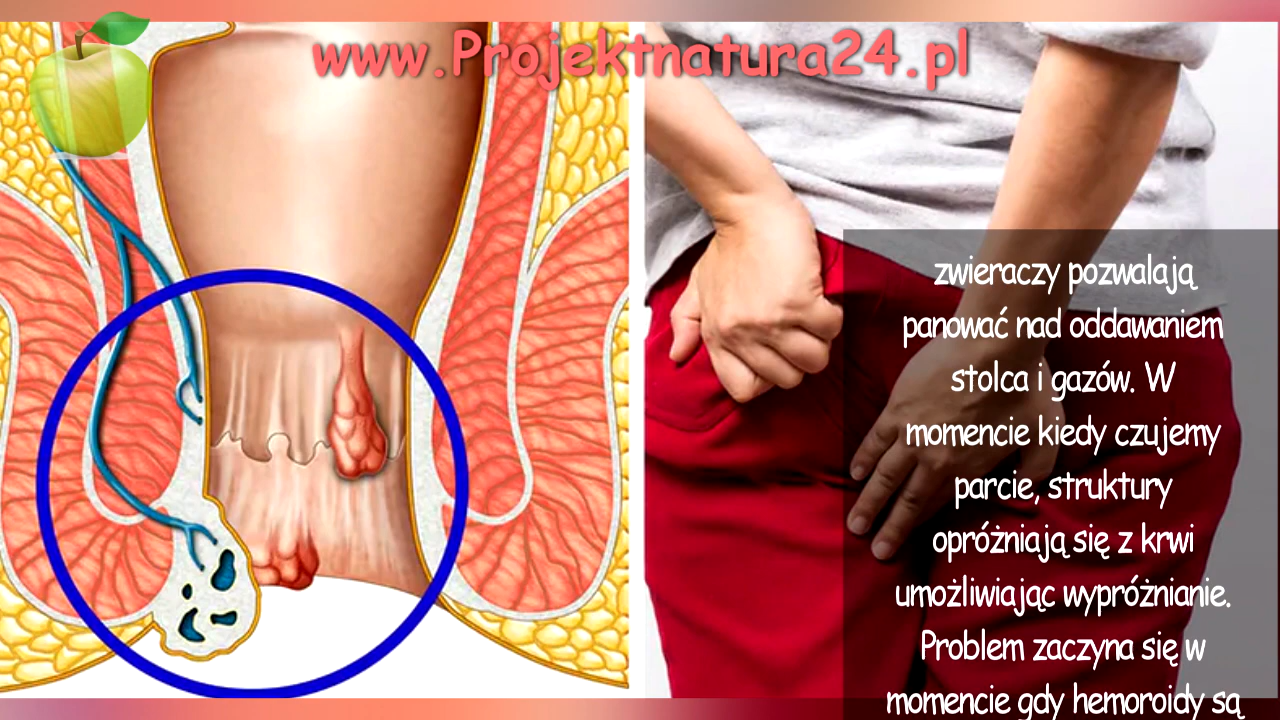 www.Projektnatura24.pl
zwieraczy pozwalają
panować nad oddawaniem
stolca i gazów. W
momencie kiedy czujemy
parcie, struktury
opróżniają się z krwi
umożliwiając wypróżnianie.
Problem zaczyna się w
momencie gdy hemoroidy są